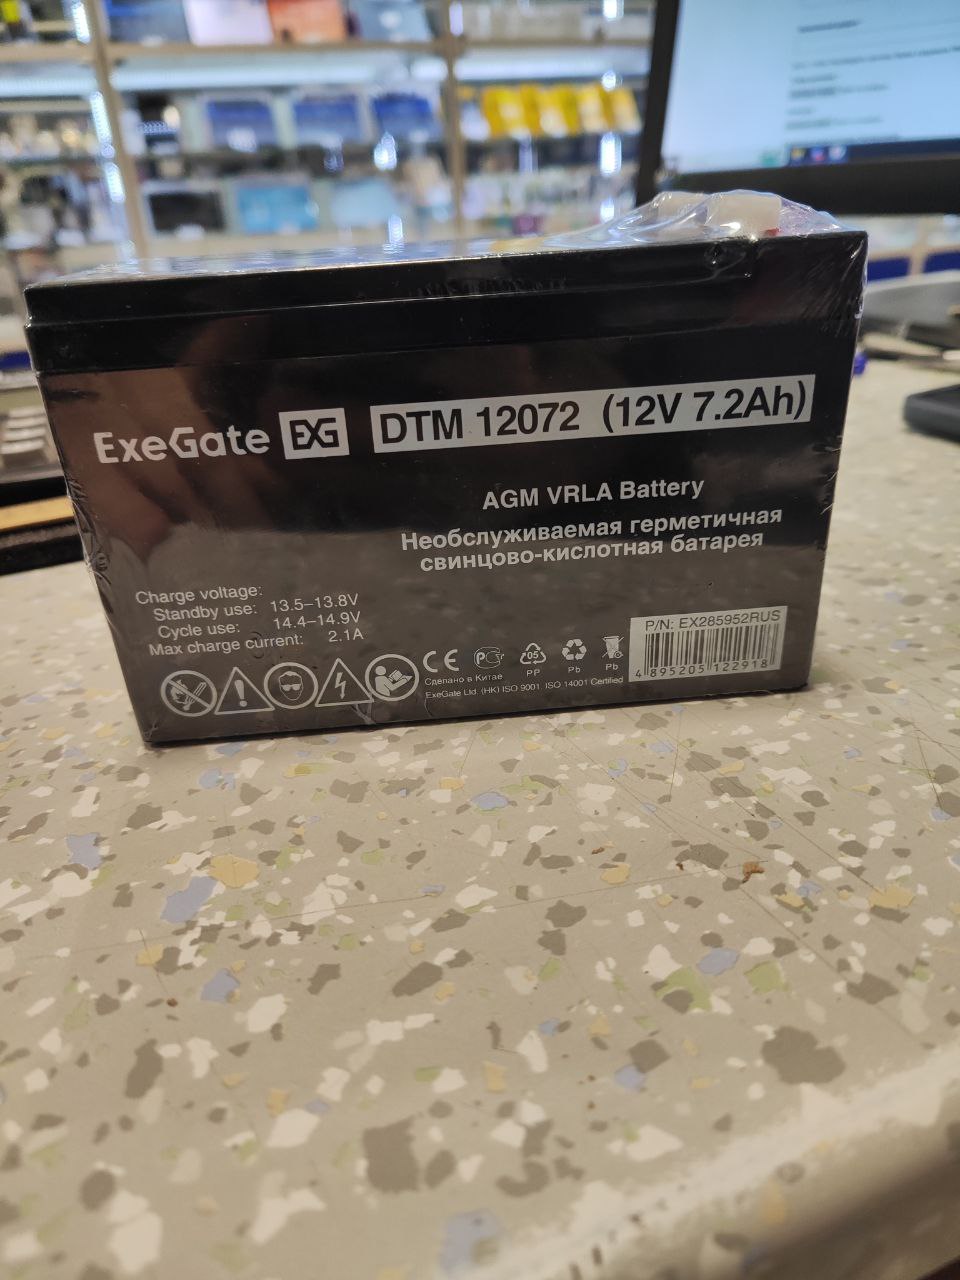 ExeGate EXG DTM 12072 (12V 7.2Ah)
AGM VRLA Battery
Необслуживаемая герметичная
свинцово-кислотная батарея
Charge voltage:
Standby use: 13.5–13.8V
Cycle use: 14.4–14.9V
Max charge current: 2.1A
P/N: EX285952RUS
4 895205 122918
CE
05
PP
Pb
Pb
Сделано в Китае
ExeGate Ltd. (HK) ISO 9001, ISO 14001 Certified